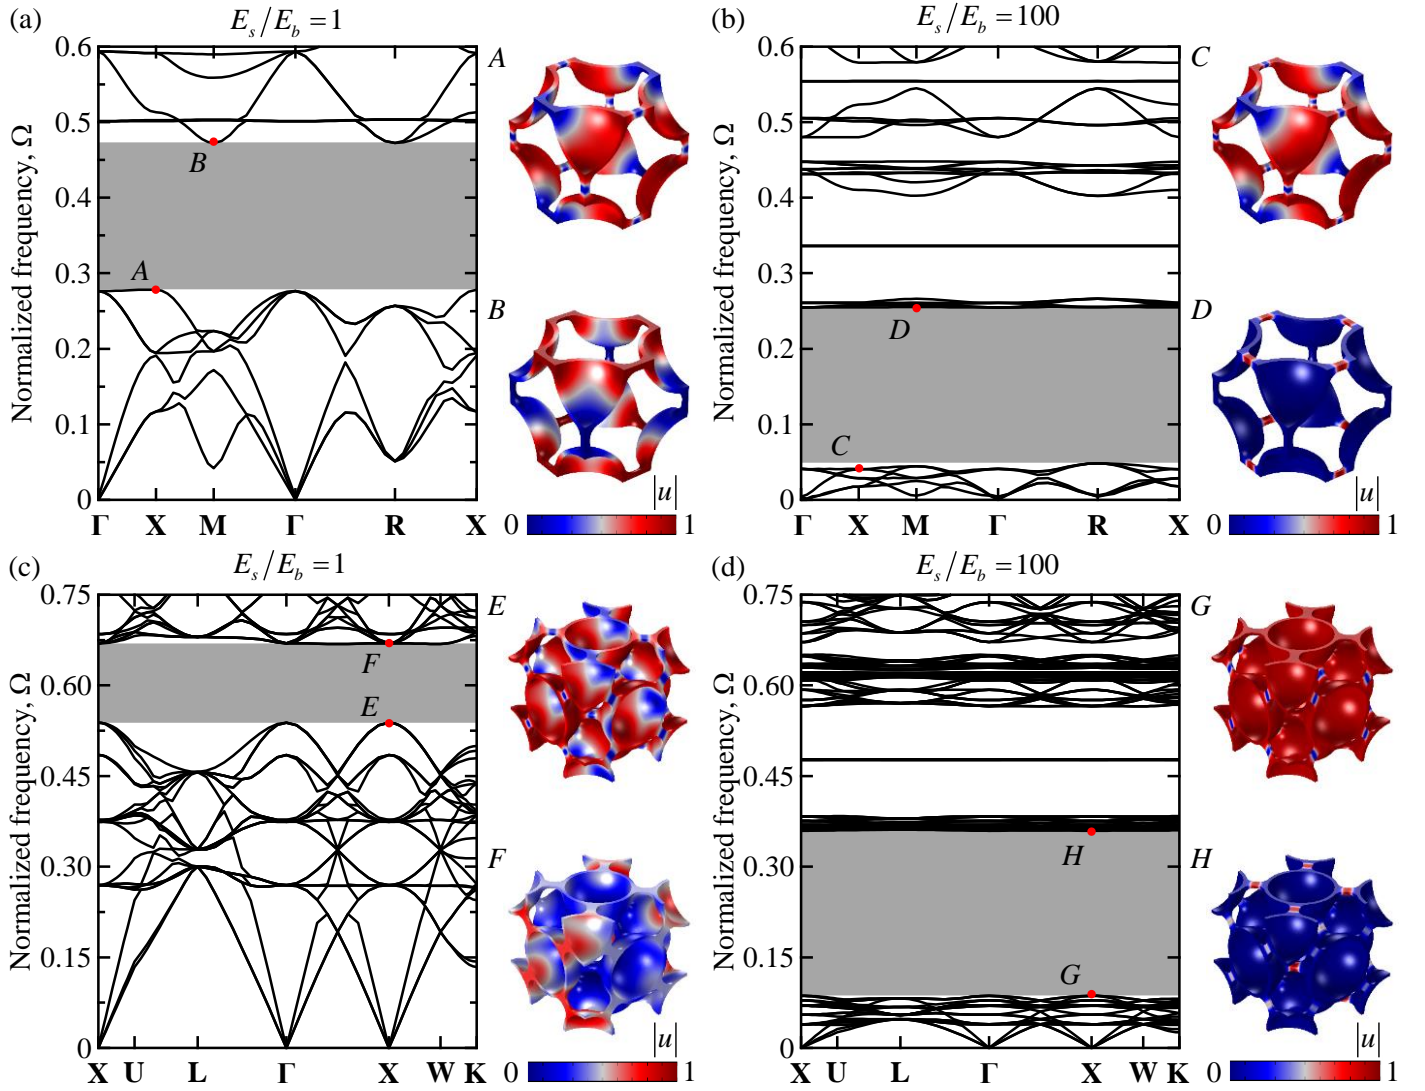 (a) E_s/E_b = 1
Normalized frequency, Ω
0.6
0.5
0.4
0.3
0.2
0.1
0
Γ X M Γ R X
A
B
A
B
|u|
0 1
(b) E_s/E_b = 100
Normalized frequency, Ω
0.6
0.5
0.4
0.3
0.2
0.1
0
Γ X M Γ R X
D
C
C
D
|u|
0 1
(c) E_s/E_b = 1
Normalized frequency, Ω
0.75
0.60
0.45
0.30
0.15
0
X U L Γ X W K
F
E
E
F
|u|
0 1
(d) E_s/E_b = 100
Normalized frequency, Ω
0.75
0.60
0.45
0.30
0.15
0
X U L Γ X W K
H
G
G
H
|u|
0 1